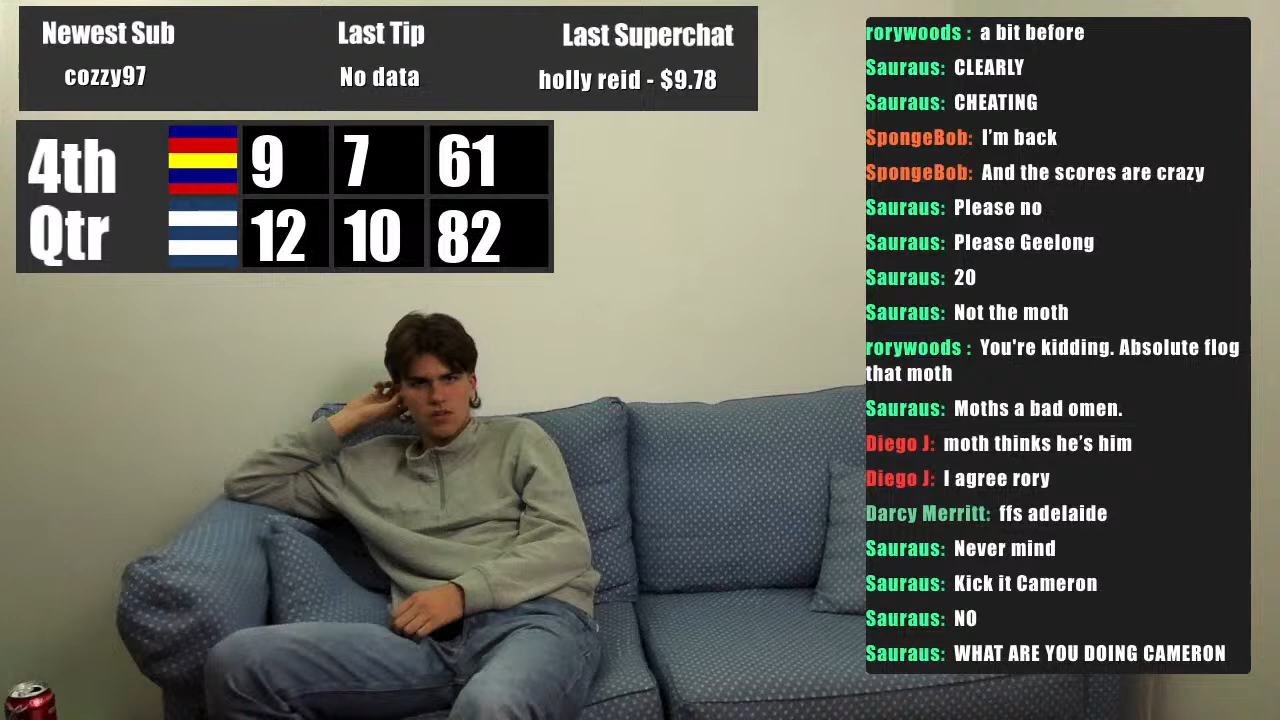 Newest Sub
Last Tip
Last Superchat
cozzy97
No data
holly reid - $9.78
4th
Qtr
9 7 61
12 10 82
rorywoods : a bit before
Sauraus: CLEARLY
Sauraus: CHEATING
SpongeBob: I'm back
SpongeBob: And the scores are crazy
Sauraus: Please no
Sauraus: Please Geelong
Sauraus: 20
Sauraus: Not the moth
rorywoods : You're kidding. Absolute flog
that moth
Sauraus: Moths a bad omen.
Diego J: moth thinks he's him
Diego J: I agree rory
Darcy Merritt: ffs adelaide
Sauraus: Never mind
Sauraus: Kick it Cameron
Sauraus: NO
Sauraus: WHAT ARE YOU DOING CAMERON